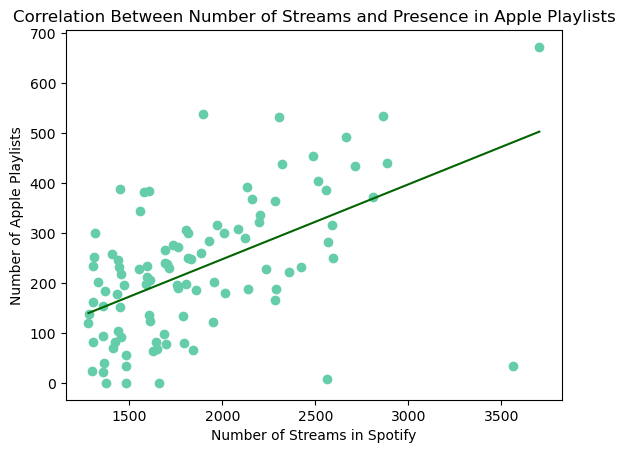 Correlation Between Number of Streams and Presence in Apple Playlists
700
600
500
400
300
200
100
0
Number of Apple Playlists
1500 2000 2500 3000 3500
Number of Streams in Spotify